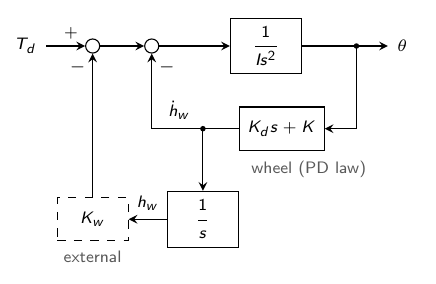 +
T_d
1
Is²
θ
−
−
ḣ_w
K_d s + K
wheel (PD law)
h_w
K_w
1
s
external